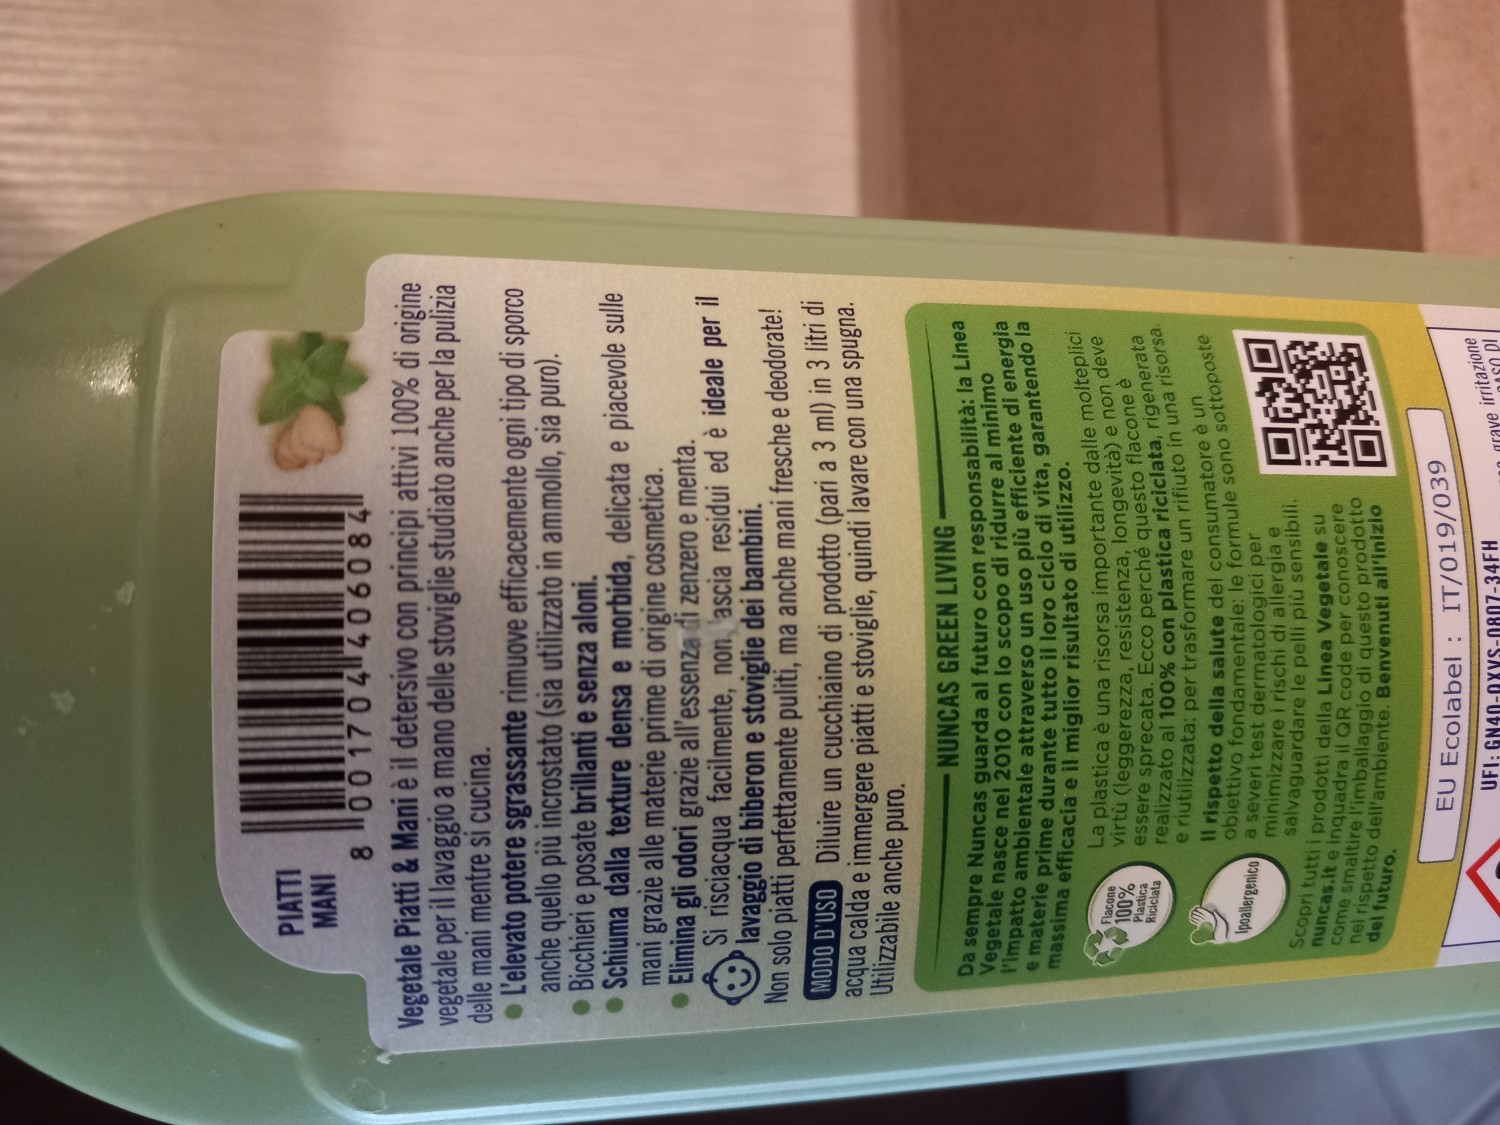 PIATTI
MANI
8 001704 406084
Vegetale Piatti & Mani è il detersivo con principi attivi 100% di origine
vegetale per il lavaggio a mano delle stoviglie studiato anche per la pulizia
delle mani mentre si cucina.
• L'elevato potere sgrassante rimuove efficacemente ogni tipo di sporco
anche quello più incrostato (sia utilizzato in ammollo, sia puro).
• Bicchieri e posate brillanti e senza aloni.
• Schiuma dalla texture densa e morbida, delicata e piacevole sulle
mani grazie alle materie prime di origine cosmetica.
• Elimina gli odori grazie all'essenza di zenzero e menta.
Si risciacqua facilmente, non lascia residui ed è ideale per il
lavaggio di biberon e stoviglie dei bambini.
Non solo piatti perfettamente puliti, ma anche mani fresche e deodorate!
MODO D'USO Diluire un cucchiaino di prodotto (pari a 3 ml) in 3 litri di
acqua calda e immergere piatti e stoviglie, quindi lavare con una spugna.
Utilizzabile anche puro.
NUNCAS GREEN LIVING
Da sempre Nuncas guarda al futuro con responsabilità: la Linea
Vegetale nasce nel 2010 con lo scopo di ridurre al minimo
l'impatto ambientale attraverso un uso più efficiente di energia
e materie prime durante tutto il loro ciclo di vita, garantendo la
massima efficacia e il miglior risultato di utilizzo.
Flacone
100%
Plastica
Riciclata
La plastica è una risorsa importante dalle molteplici
virtù (leggerezza, resistenza, longevità) e non deve
essere sprecata. Ecco perché questo flacone è
realizzato al 100% con plastica riciclata, rigenerata
e riutilizzata: per trasformare un rifiuto in una risorsa.
Ipoallergenico
Il rispetto della salute del consumatore è un
obiettivo fondamentale: le formule sono sottoposte
a severi test dermatologici per
minimizzare i rischi di allergia e
salvaguardare le pelli più sensibili.
Scopri tutti i prodotti della Linea Vegetale su
nuncas.it e inquadra il QR code per conoscere
come smaltire l'imballaggio di questo prodotto
nel rispetto dell'ambiente. Benvenuti all'inizio
del futuro.
EU Ecolabel : IT/019/039
UFI: GN40-0XVS-0807-34FH
grave irritazione